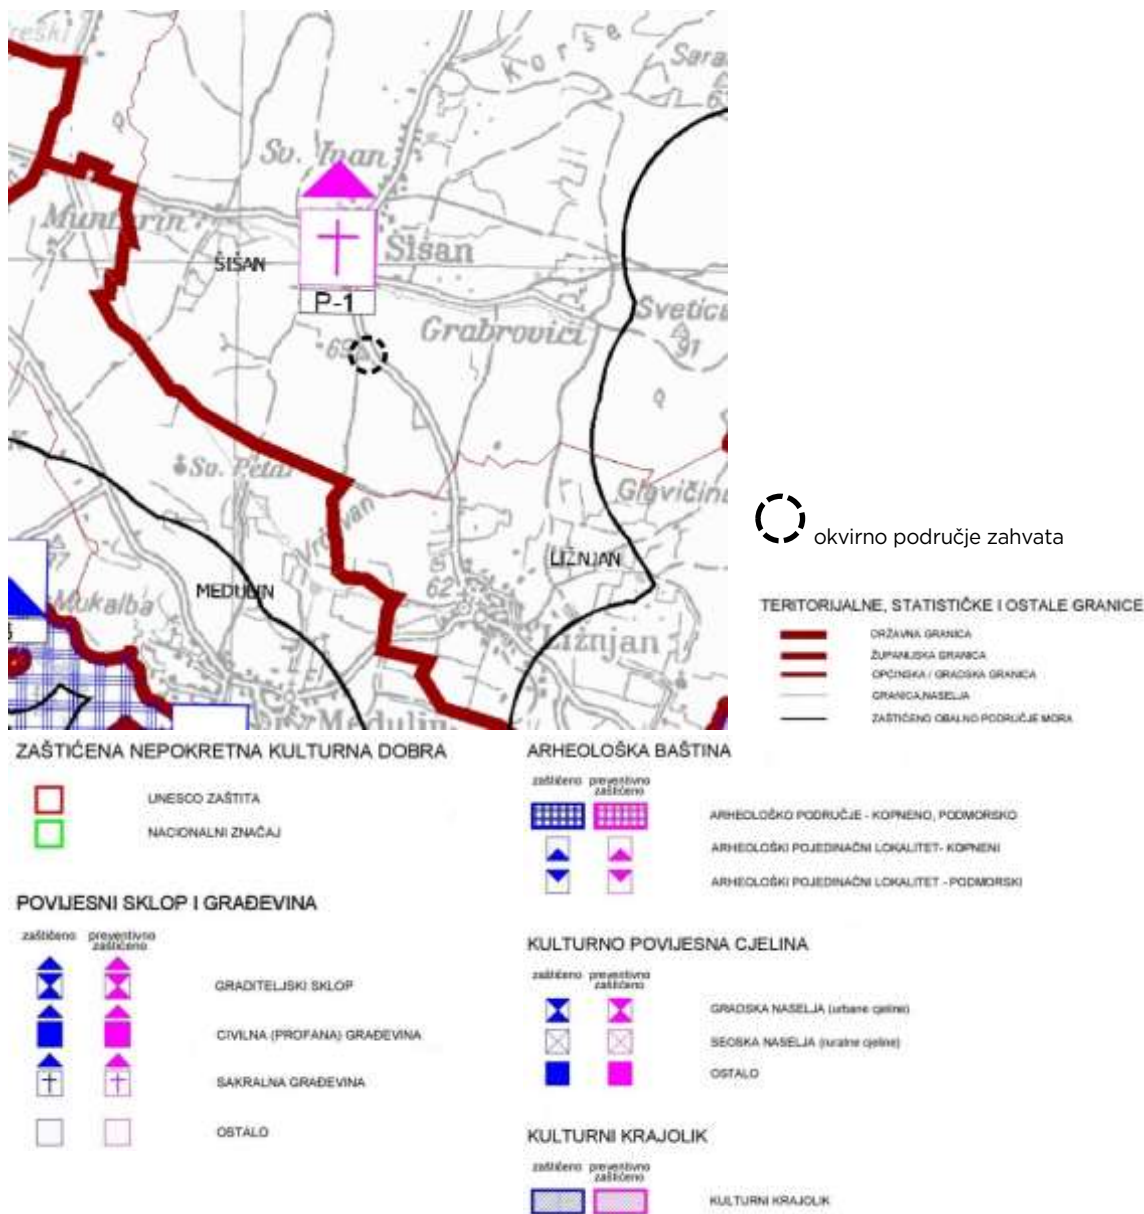 Korše
Sv. Ivan
Muntarin
Šišan
ŠIŠAN
P-1
Grabrovići
91
Sv. Petar
Vrčevan
62
LIŽNJAN
MEDULIN
Mukalba
Ližnjan
Medulin
okvirno područje zahvata
TERITORIJALNE, STATISTIČKE I OSTALE GRANICE
DRŽAVNA GRANICA
ŽUPANIJSKA GRANICA
OPĆINSKA / GRADSKA GRANICA
GRANICA NASELJA
ZAŠTIĆENO OBALNO PODRUČJE MORA
ZAŠTIĆENA NEPOKRETNA KULTURNA DOBRA
UNESCO ZAŠTITA
NACIONALNI ZNAČAJ
POVIJESNI SKLOP I GRAĐEVINA
zaštićeno preventivno zaštićeno
GRADITELJSKI SKLOP
CIVILNA (PROFANA) GRAĐEVINA
SAKRALNA GRAĐEVINA
OSTALO
ARHEOLOŠKA BAŠTINA
zaštićeno preventivno zaštićeno
ARHEOLOŠKO PODRUČJE - KOPNENO, PODMORSKO
ARHEOLOŠKI POJEDINAČNI LOKALITET- KOPNENI
ARHEOLOŠKI POJEDINAČNI LOKALITET - PODMORSKI
KULTURNO POVIJESNA CJELINA
zaštićeno preventivno zaštićeno
GRADSKA NASELJA (urbane cjeline)
SEOSKA NASELJA (ruralne cjeline)
OSTALO
KULTURNI KRAJOLIK
zaštićeno preventivno zaštićeno
KULTURNI KRAJOLIK